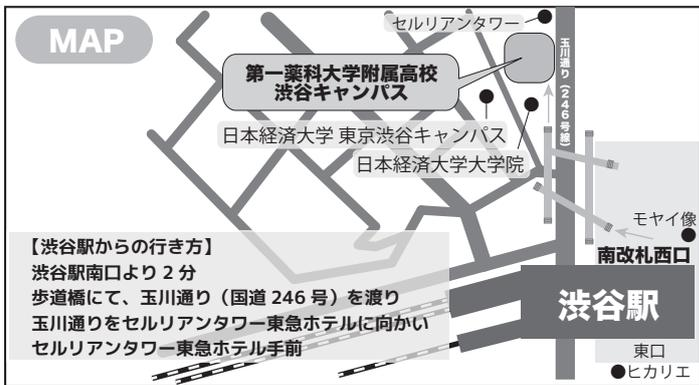 MAP
セルリアンタワー
玉川通り（246号線）
第一薬科大学附属高校
渋谷キャンパス
日本経済大学 東京渋谷キャンパス
日本経済大学大学院
モヤイ像
南改札西口
渋谷駅
東口
ヒカリエ
【渋谷駅からの行き方】
渋谷駅南口より2分
歩道橋にて、玉川通り（国道246号）を渡り
玉川通りをセルリアンタワー東急ホテルに向かい
セルリアンタワー東急ホテル手前